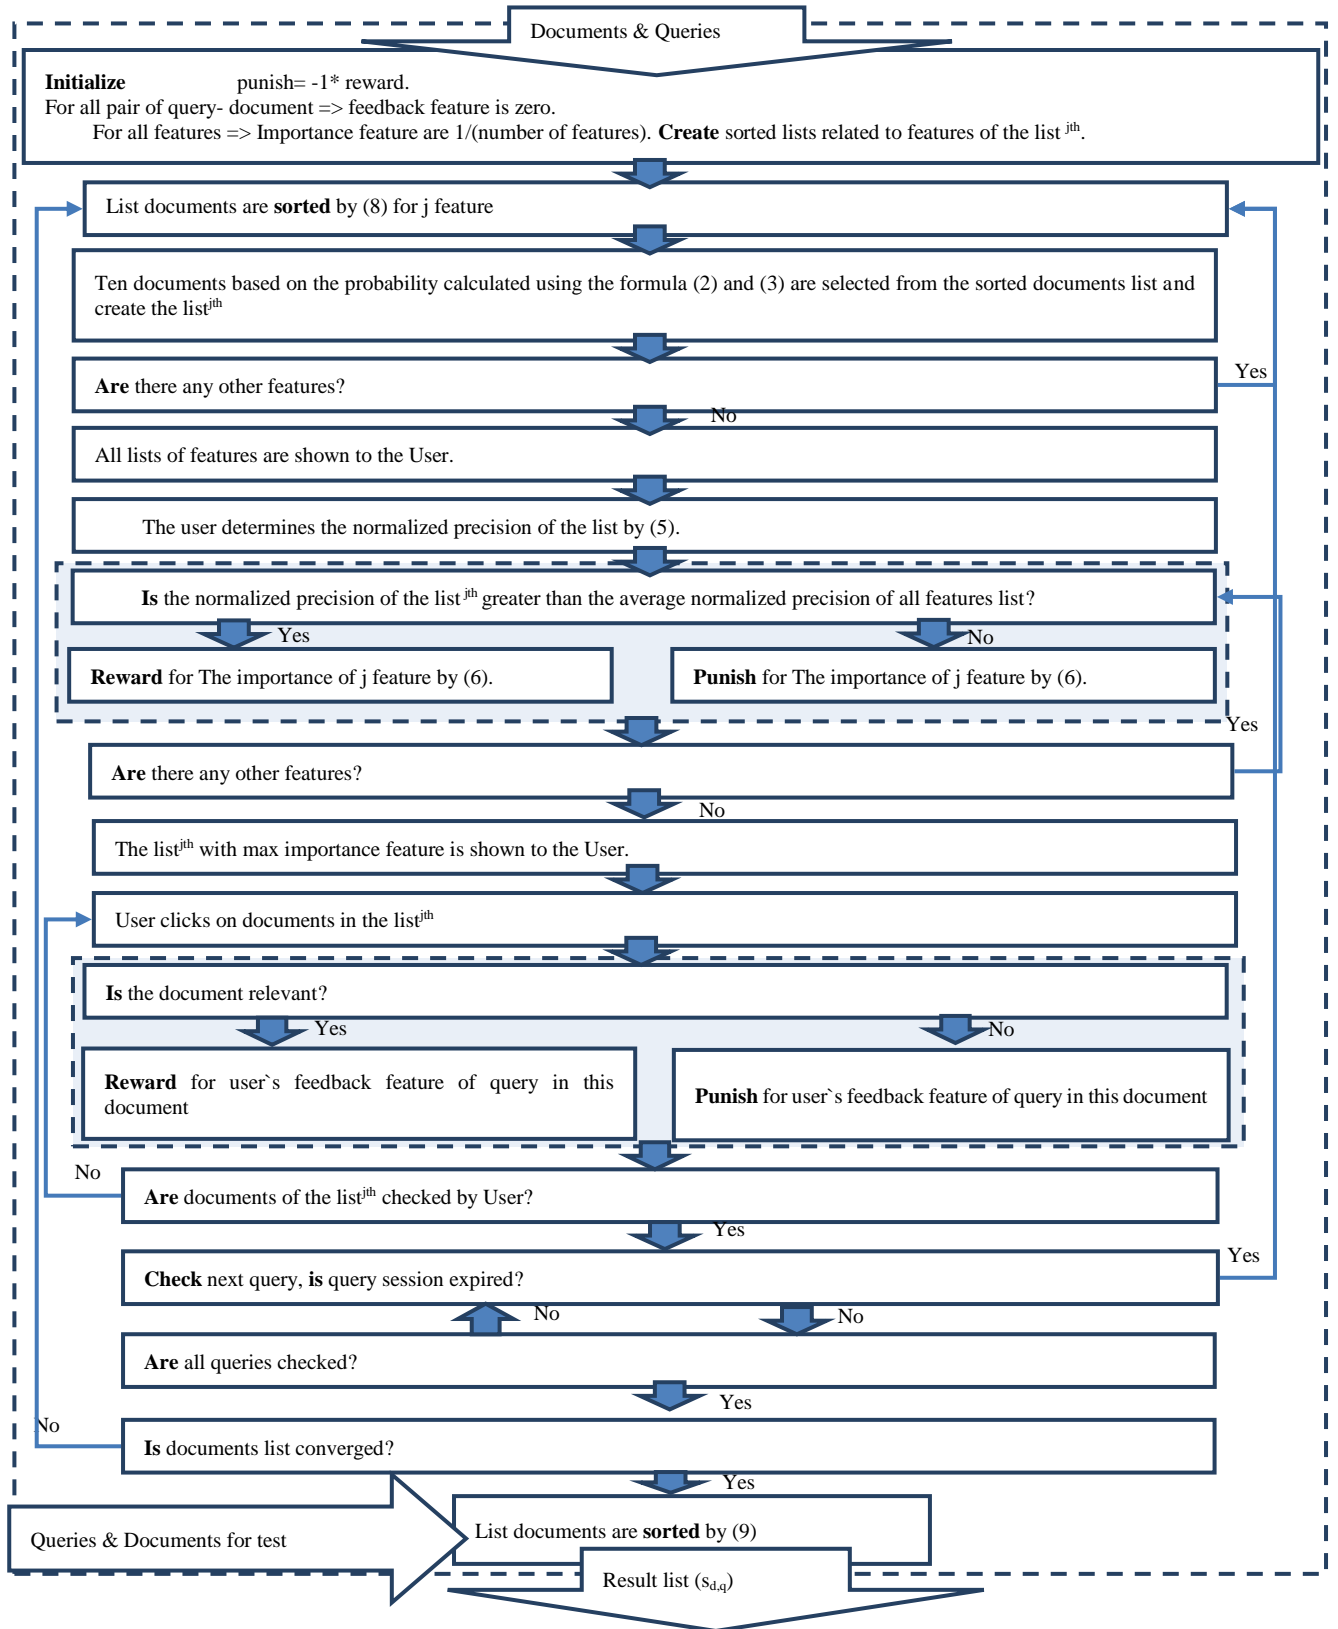 Documents & Queries
Initialize punish= -1* reward.
For all pair of query- document => feedback feature is zero.
For all features => Importance feature are 1/(number of features). Create sorted lists related to features of the list jth.
List documents are sorted by (8) for j feature
Ten documents based on the probability calculated using the formula (2) and (3) are selected from the sorted documents list and
create the listjth
Are there any other features?
Yes
No
All lists of features are shown to the User.
The user determines the normalized precision of the list by (5).
Is the normalized precision of the list jth greater than the average normalized precision of all features list?
Yes
No
Reward for The importance of j feature by (6).
Punish for The importance of j feature by (6).
Yes
Are there any other features?
No
The listjth with max importance feature is shown to the User.
User clicks on documents in the listjth
Is the document relevant?
Yes
No
Reward for user`s feedback feature of query in this
document
Punish for user`s feedback feature of query in this document
No
Are documents of the listjth checked by User?
Yes
Yes
Check next query, is query session expired?
No
No
Are all queries checked?
Yes
No
Is documents list converged?
Yes
Queries & Documents for test
List documents are sorted by (9)
Result list (sd,q)